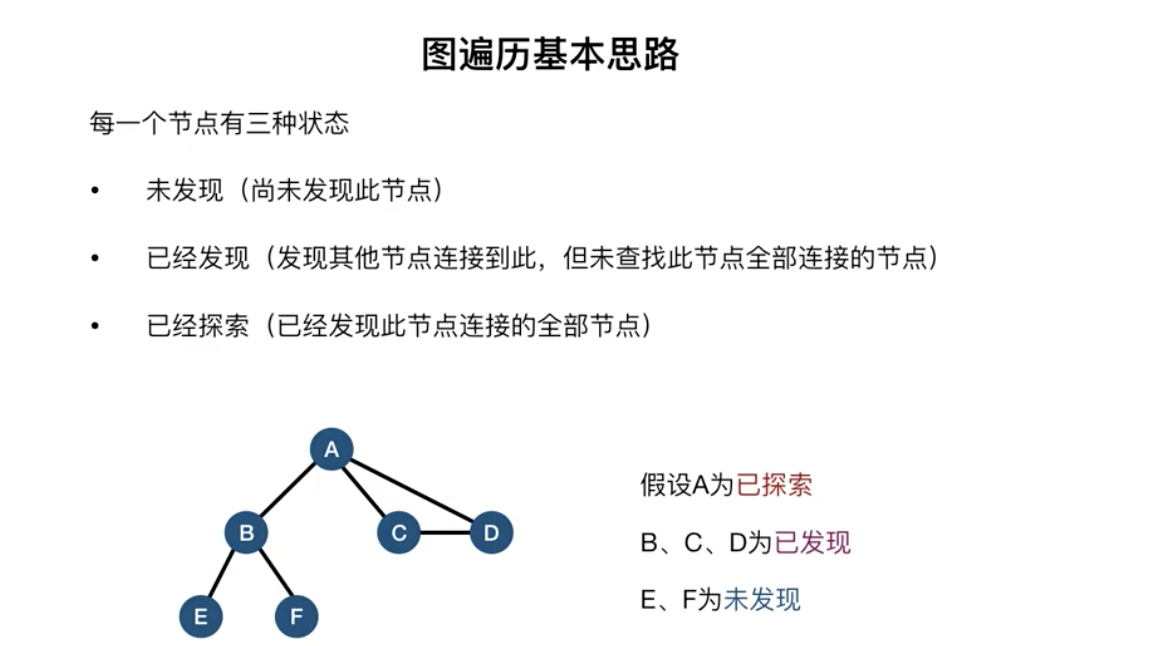 图遍历基本思路
每一个节点有三种状态
• 未发现（尚未发现此节点）
• 已经发现（发现其他节点连接到此，但未查找此节点全部连接的节点）
• 已经探索（已经发现此节点连接的全部节点）
A
B
C
D
E
F
假设A为已探索
B、C、D为已发现
E、F为未发现